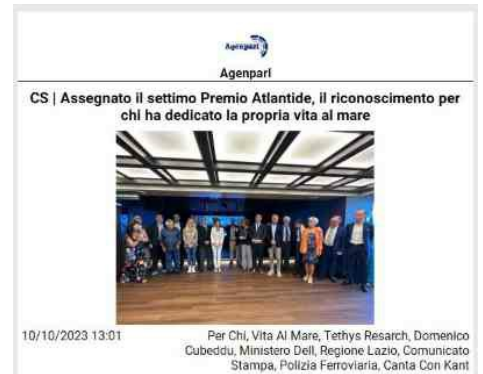 Agenparl
Agenparl
CS | Assegnato il settimo Premio Atlantide, il riconoscimento per
chi ha dedicato la propria vita al mare
10/10/2023 13:01
Per Chi, Vita Al Mare, Tethys Resarch, Domenico
Cubeddu, Ministero Dell, Regione Lazio, Comunicato
Stampa, Polizia Ferroviaria, Canta Con Kant